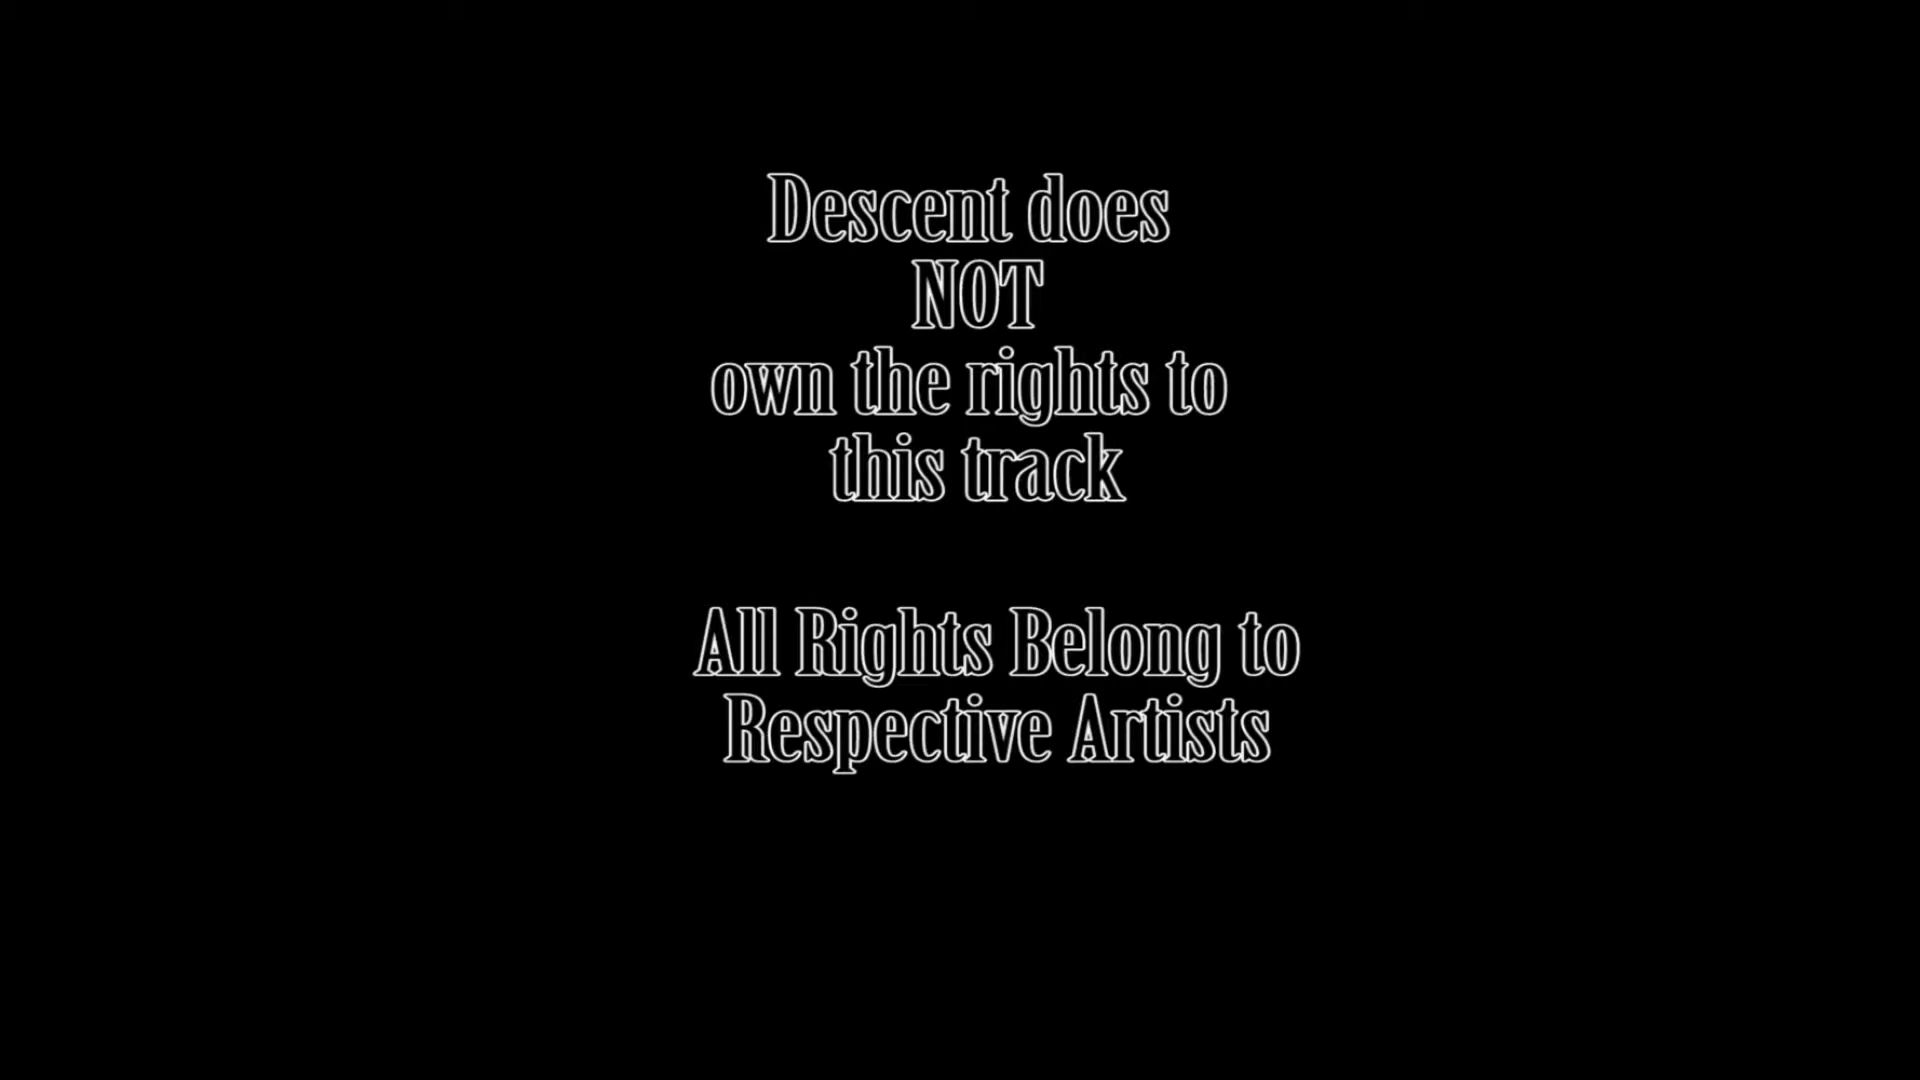 Descent does
NOT
own the rights to
this track
All Rights Belong to
Respective Artists